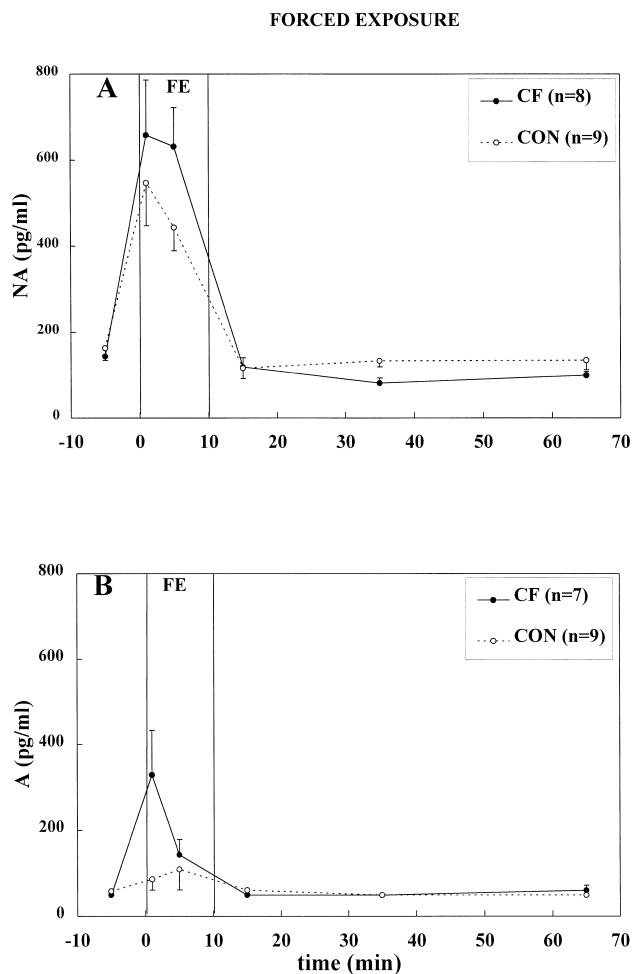 FORCED EXPOSURE
A
FE
CF (n=8)
CON (n=9)
NA (pg/ml)
800
600
400
200
0
-10 0 10 20 30 40 50 60 70
B
FE
CF (n=7)
CON (n=9)
A (pg/ml)
800
600
400
200
0
-10 0 10 20 30 40 50 60 70
time (min)